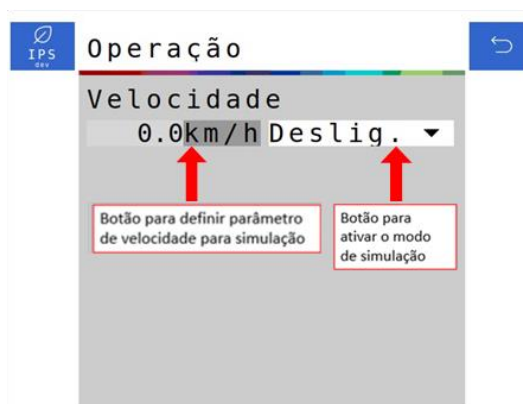 IPS
dev
Operação
Velocidade
0.0km/h Deslig.
Botão para definir parâmetro
de velocidade para simulação
Botão para
ativar o modo
de simulação